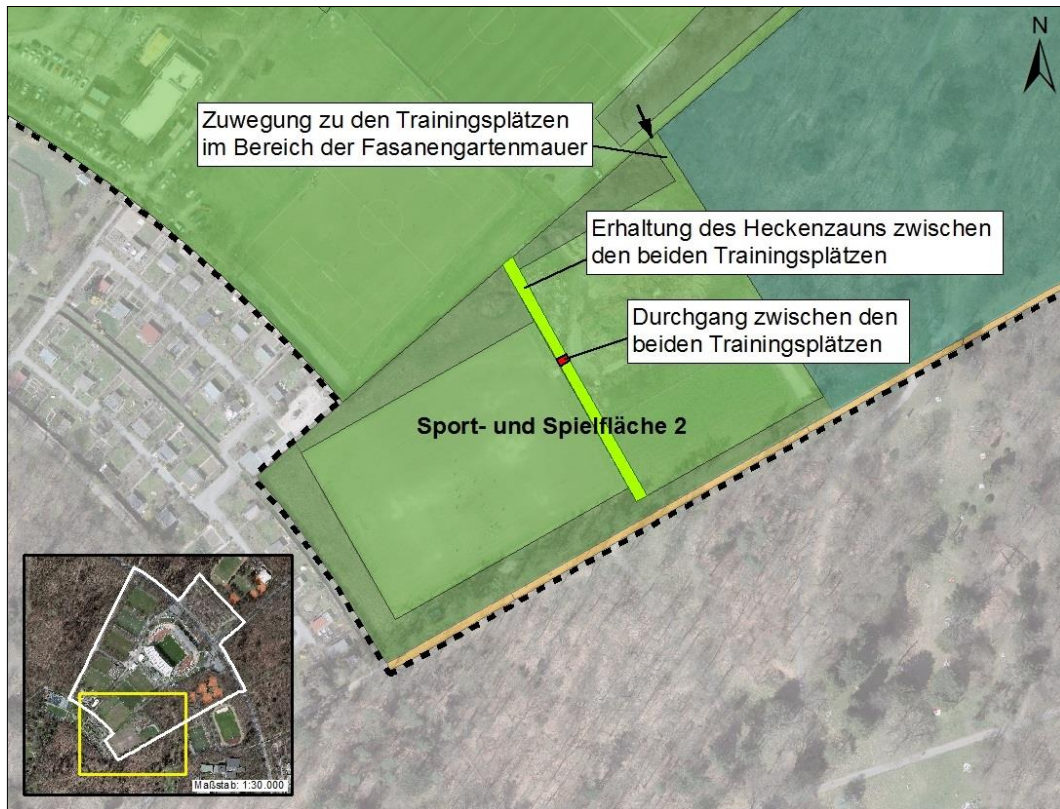 N
Zuwegung zu den Trainingsplätzen
im Bereich der Fasanengartenmauer
Erhaltung des Heckenzauns zwischen
den beiden Trainingsplätzen
Durchgang zwischen den
beiden Trainingsplätzen
Sport- und Spielfläche 2
Maßstab: 1:30.000